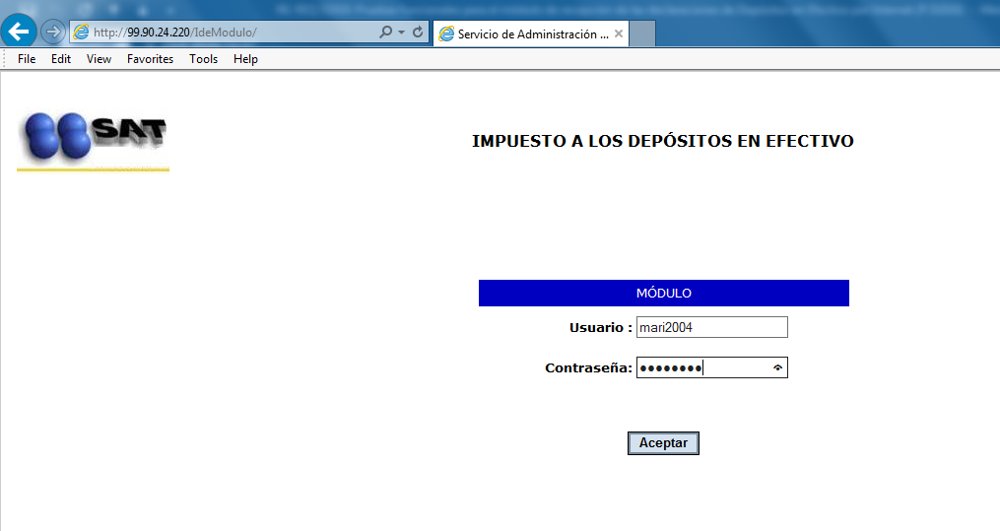 http://99.90.24.220/IdeModulo/
Servicio de Administración ...
File Edit View Favorites Tools Help
SAT
IMPUESTO A LOS DEPÓSITOS EN EFECTIVO
MÓDULO
Usuario : mari2004
Contraseña: ••••••••
Aceptar